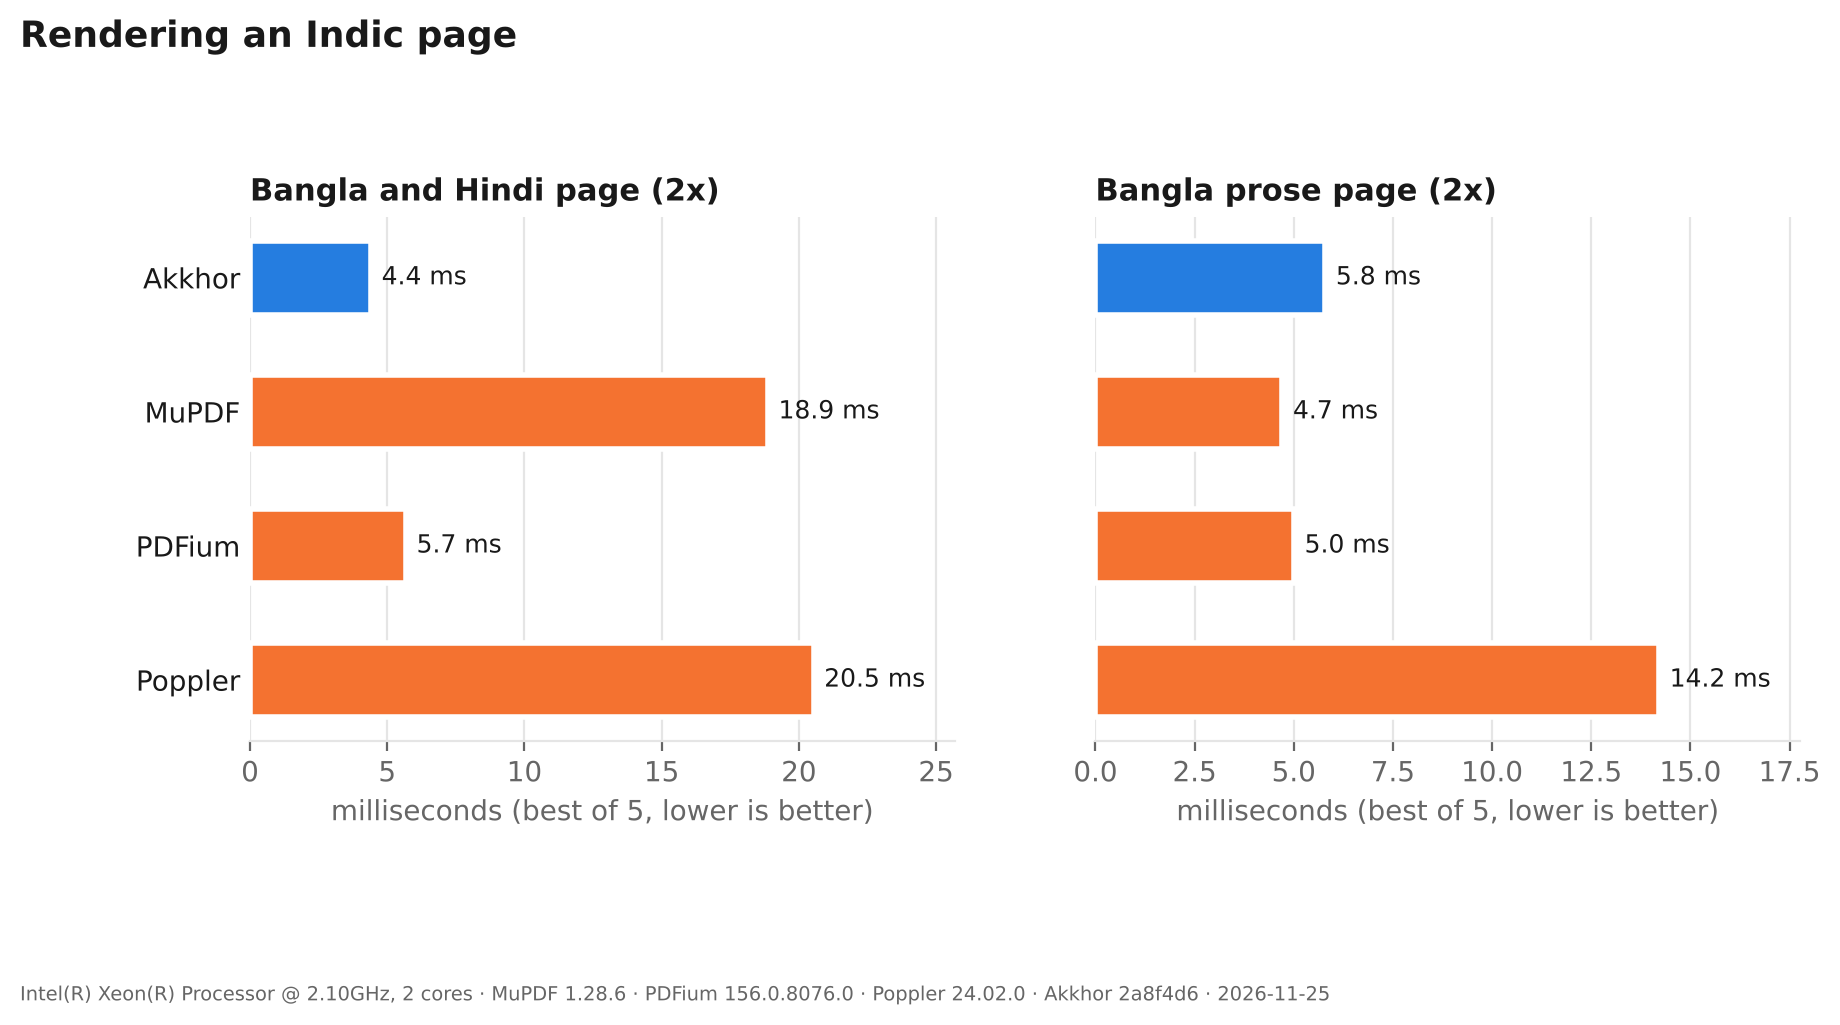 Rendering an Indic page
Bangla and Hindi page (2x)
Akkhor
4.4 ms
MuPDF
18.9 ms
PDFium
5.7 ms
Poppler
20.5 ms
0 5 10 15 20 25
milliseconds (best of 5, lower is better)
Bangla prose page (2x)
5.8 ms
4.7 ms
5.0 ms
14.2 ms
0.0 2.5 5.0 7.5 10.0 12.5 15.0 17.5
milliseconds (best of 5, lower is better)
Intel(R) Xeon(R) Processor @ 2.10GHz, 2 cores · MuPDF 1.28.6 · PDFium 156.0.8076.0 · Poppler 24.02.0 · Akkhor 2a8f4d6 · 2026-11-25